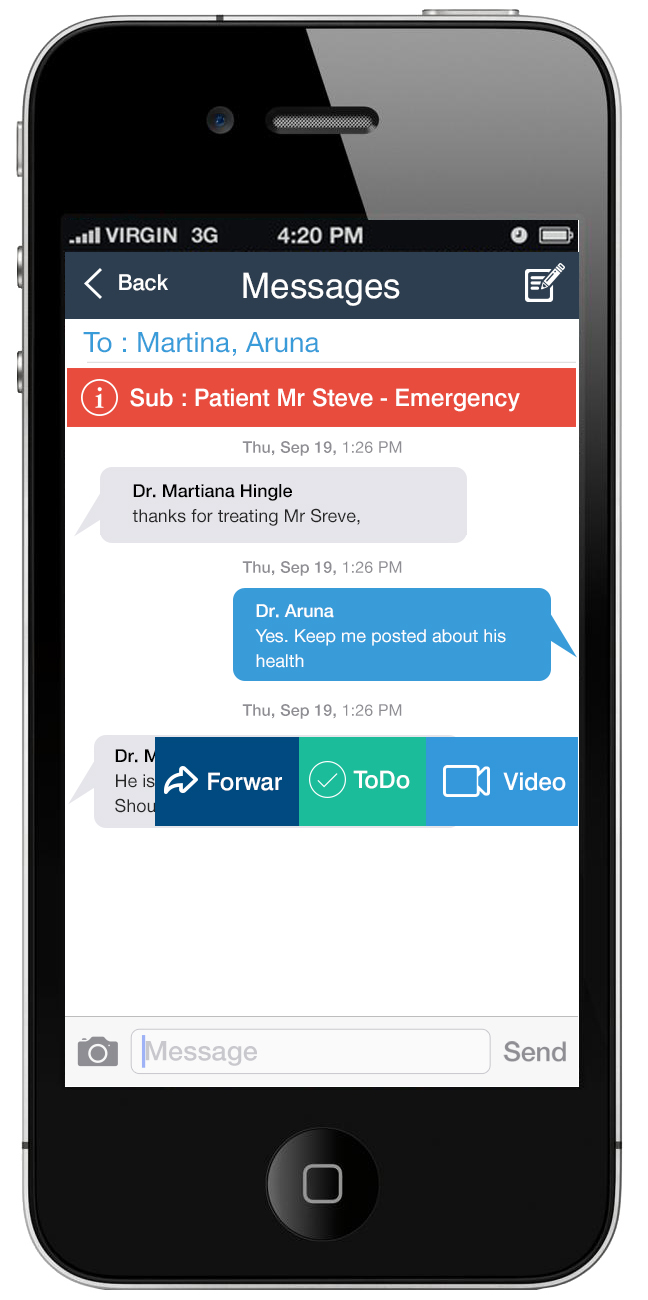 VIRGIN 3G 4:20 PM
Back Messages
To : Martina, Aruna
i Sub : Patient Mr Steve - Emergency
Thu, Sep 19, 1:26 PM
Dr. Martiana Hingle
thanks for treating Mr Sreve,
Thu, Sep 19, 1:26 PM
Dr. Aruna
Yes. Keep me posted about his
health
Thu, Sep 19, 1:26 PM
Dr. M
He is
Shou
Forwar ToDo Video
Message Send